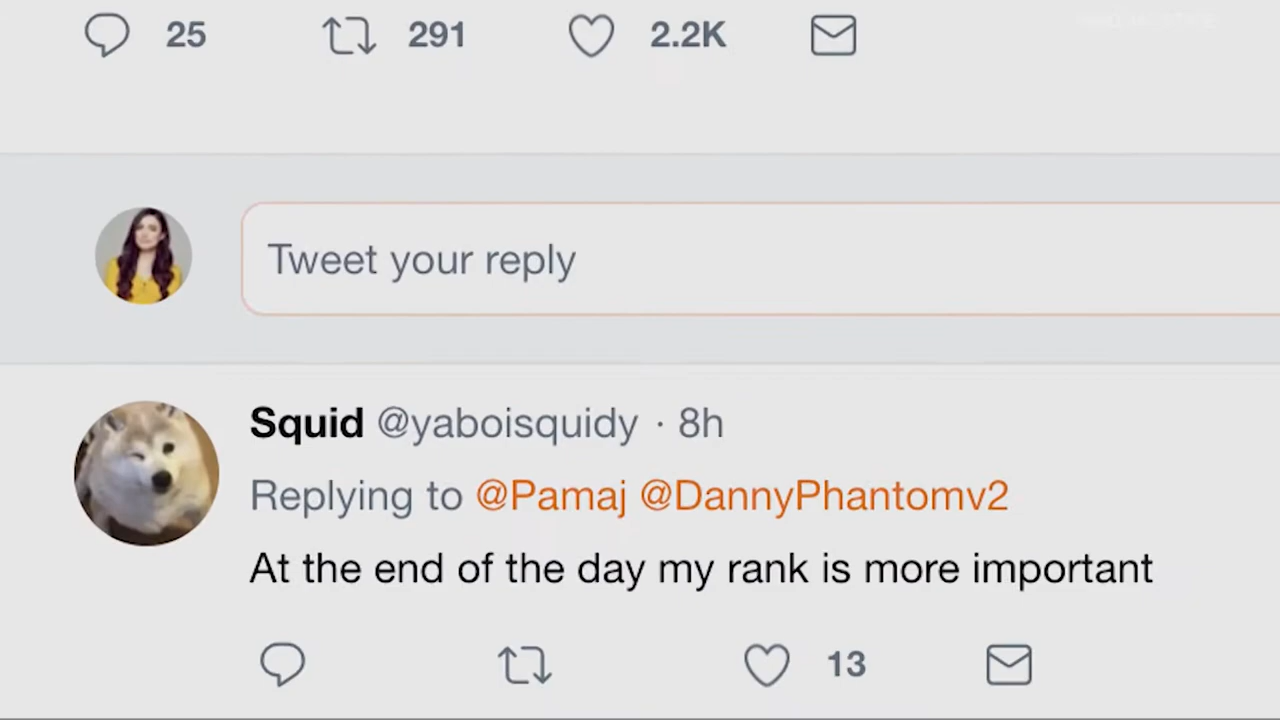 25 291 2.2K
Tweet your reply
Squid @yaboisquidy · 8h
Replying to @Pamaj @DannyPhantomv2
At the end of the day my rank is more important
13